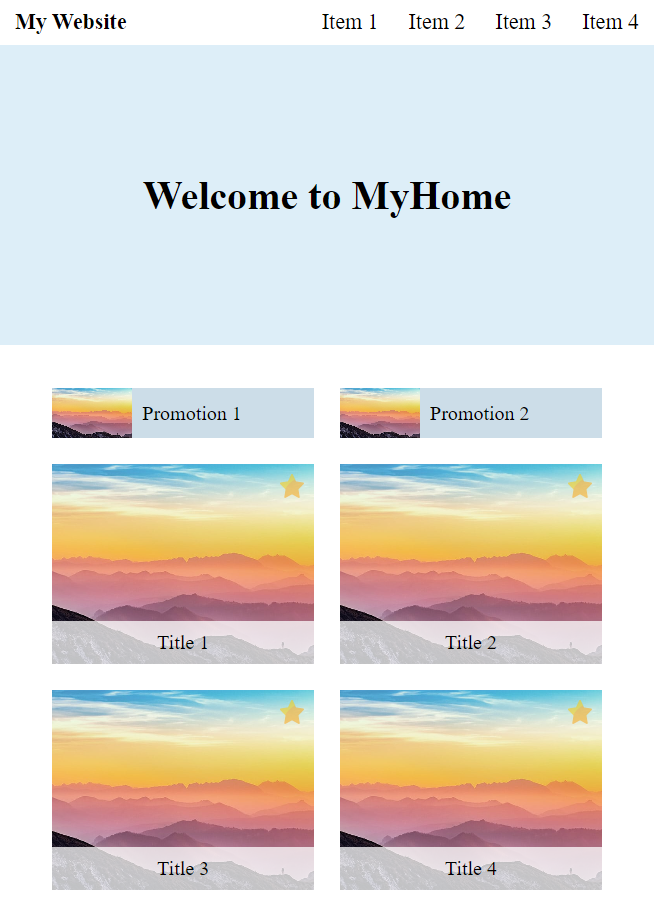 My Website Item 1 Item 2 Item 3 Item 4
Welcome to MyHome
Promotion 1 Promotion 2
Title 1 Title 2
Title 3 Title 4